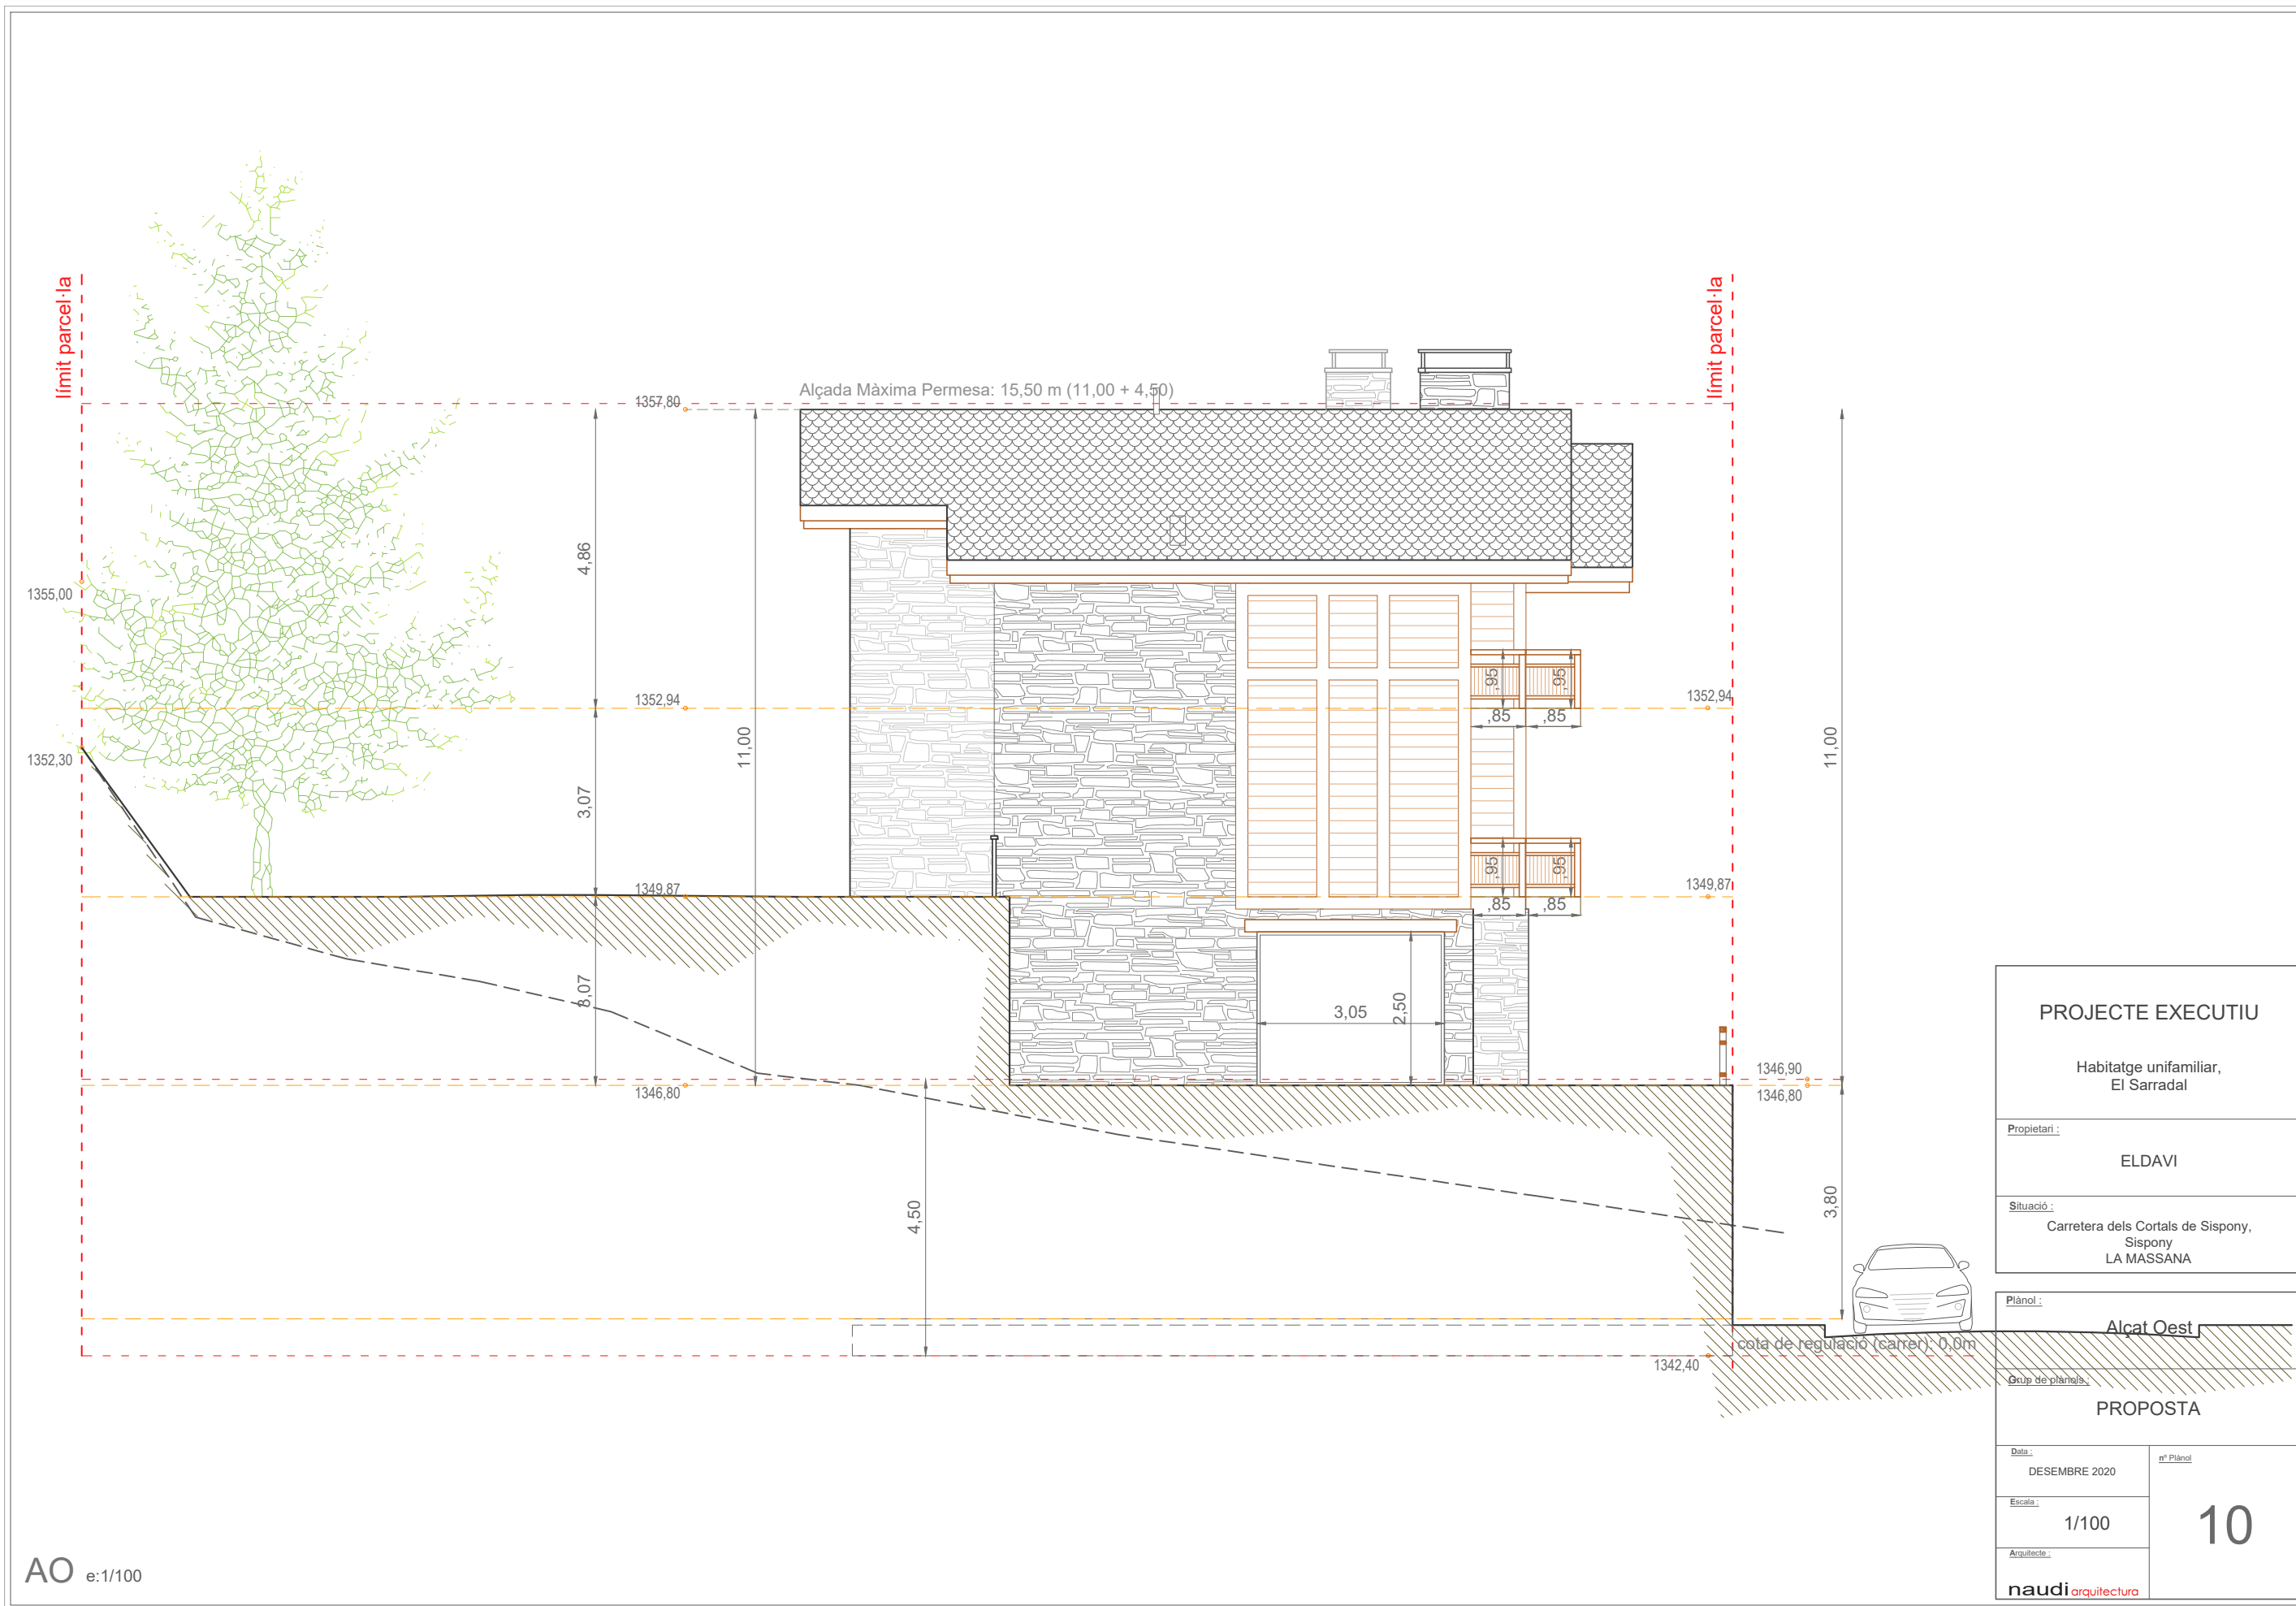 límit parcel·la
límit parcel·la
Alçada Màxima Permesa: 15,50 m (11,00 + 4,50)
1357,80
4,86
1355,00
1352,94
1352,94
,95
,95
,85
,85
11,00
11,00
1352,30
3,07
1349,87
1349,87
,95
,95
,85
,85
3,07
3,05
2,50
1346,90
1346,80
1346,80
4,50
3,80
cota de regulació (carrer): 0,0m
1342,40
PROJECTE EXECUTIU
Habitatge unifamiliar,
El Sarradal
Propietari :
ELDAVI
Situació :
Carretera dels Cortals de Sispony,
Sispony
LA MASSANA
Plànol :
Alçat Oest
Grup de plànols :
PROPOSTA
Data :
DESEMBRE 2020
nº Plànol
Escala :
1/100
10
Arquitecte :
naudi arquitectura
AO e:1/100